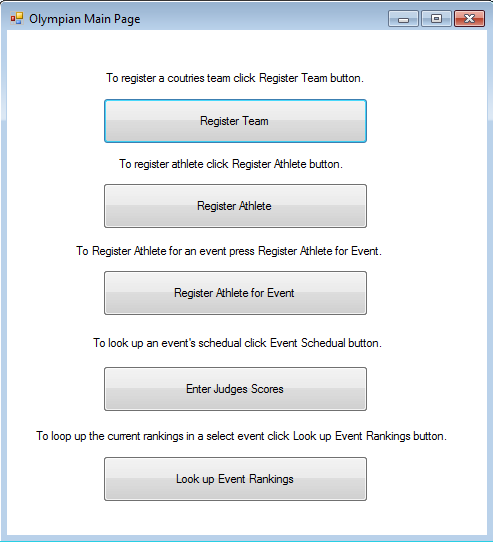 Olympian Main Page
To register a coutries team click Register Team button.
Register Team
To register athlete click Register Athlete button.
Register Athlete
To Register Athlete for an event press Register Athlete for Event.
Register Athlete for Event
To look up an event's schedual click Event Schedual button.
Enter Judges Scores
To loop up the current rankings in a select event click Look up Event Rankings button.
Look up Event Rankings